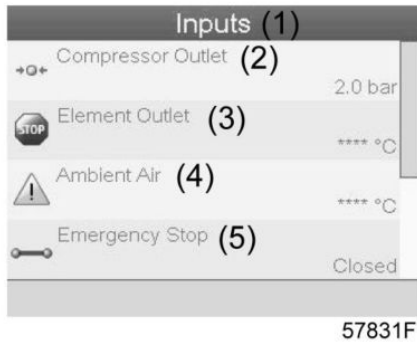 Inputs (1)
Compressor Outlet (2)
2.0 bar
STOP
Element Outlet (3)
**** °C
Ambient Air (4)
**** °C
Emergency Stop (5)
Closed
57831F